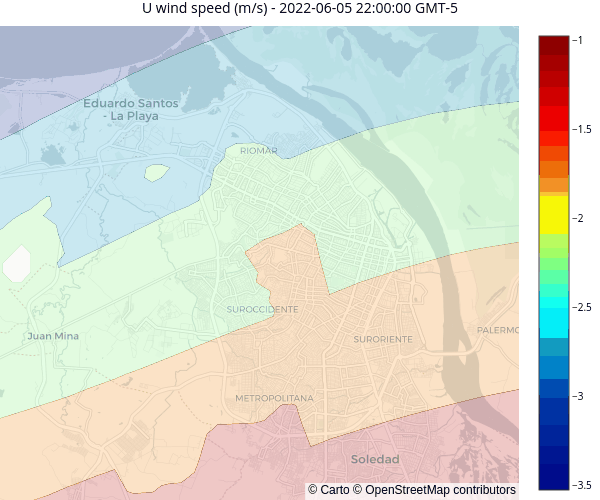 U wind speed (m/s) - 2022-06-05 22:00:00 GMT-5
−1
Eduardo Santos
- La Playa
−1.5
RIOMAR
−2
−2.5
SUROCCIDENTE
Juan Mina
SURORIENTE
PALERMO
−3
METROPOLITANA
Soledad
−3.5
© Carto © OpenStreetMap contributors